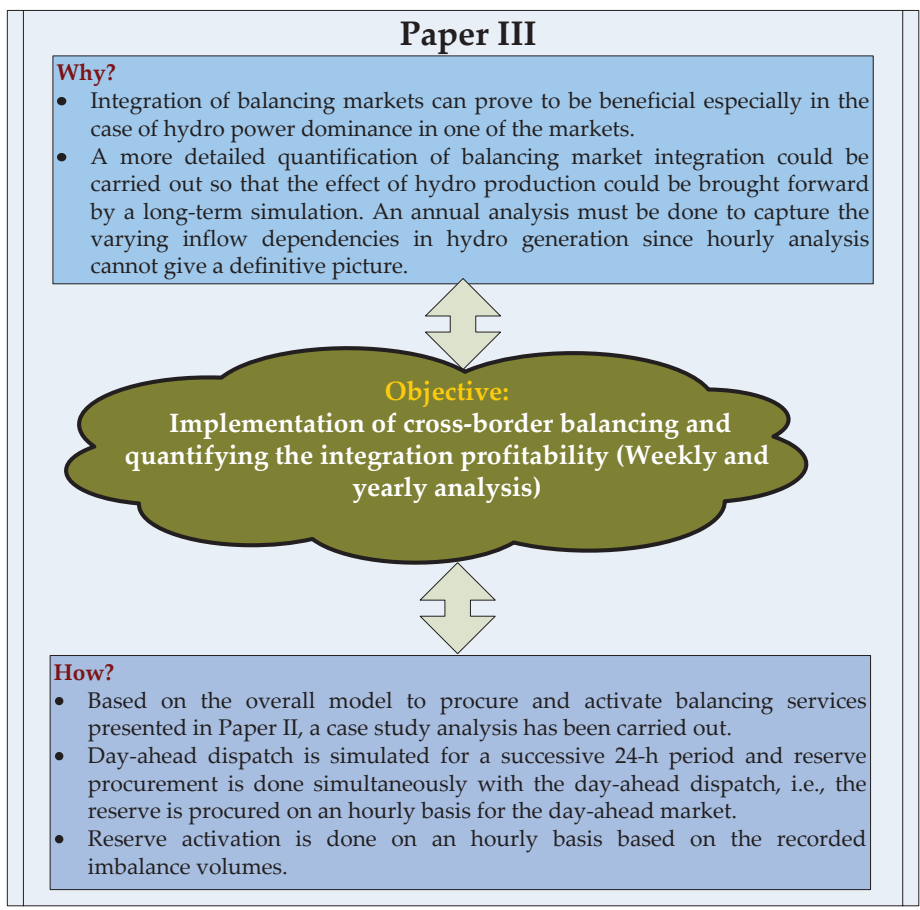 Paper III
Why?
• Integration of balancing markets can prove to be beneficial especially in the
case of hydro power dominance in one of the markets.
• A more detailed quantification of balancing market integration could be
carried out so that the effect of hydro production could be brought forward
by a long-term simulation. An annual analysis must be done to capture the
varying inflow dependencies in hydro generation since hourly analysis
cannot give a definitive picture.
Objective:
Implementation of cross-border balancing and
quantifying the integration profitability (Weekly and
yearly analysis)
How?
• Based on the overall model to procure and activate balancing services
presented in Paper II, a case study analysis has been carried out.
• Day-ahead dispatch is simulated for a successive 24-h period and reserve
procurement is done simultaneously with the day-ahead dispatch, i.e., the
reserve is procured on an hourly basis for the day-ahead market.
• Reserve activation is done on an hourly basis based on the recorded
imbalance volumes.